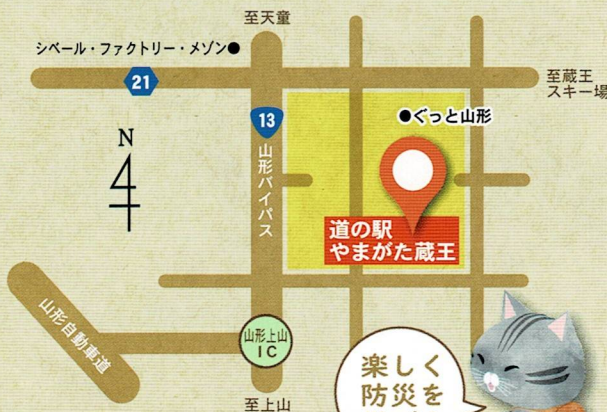 至天童
シベール・ファクトリー・メゾン●
至蔵王
スキー場
21
13
●ぐっと山形
N
山形バイパス
道の駅
やまがた蔵王
山形自動車道
山形上山
IC
楽しく
防災を
至上山